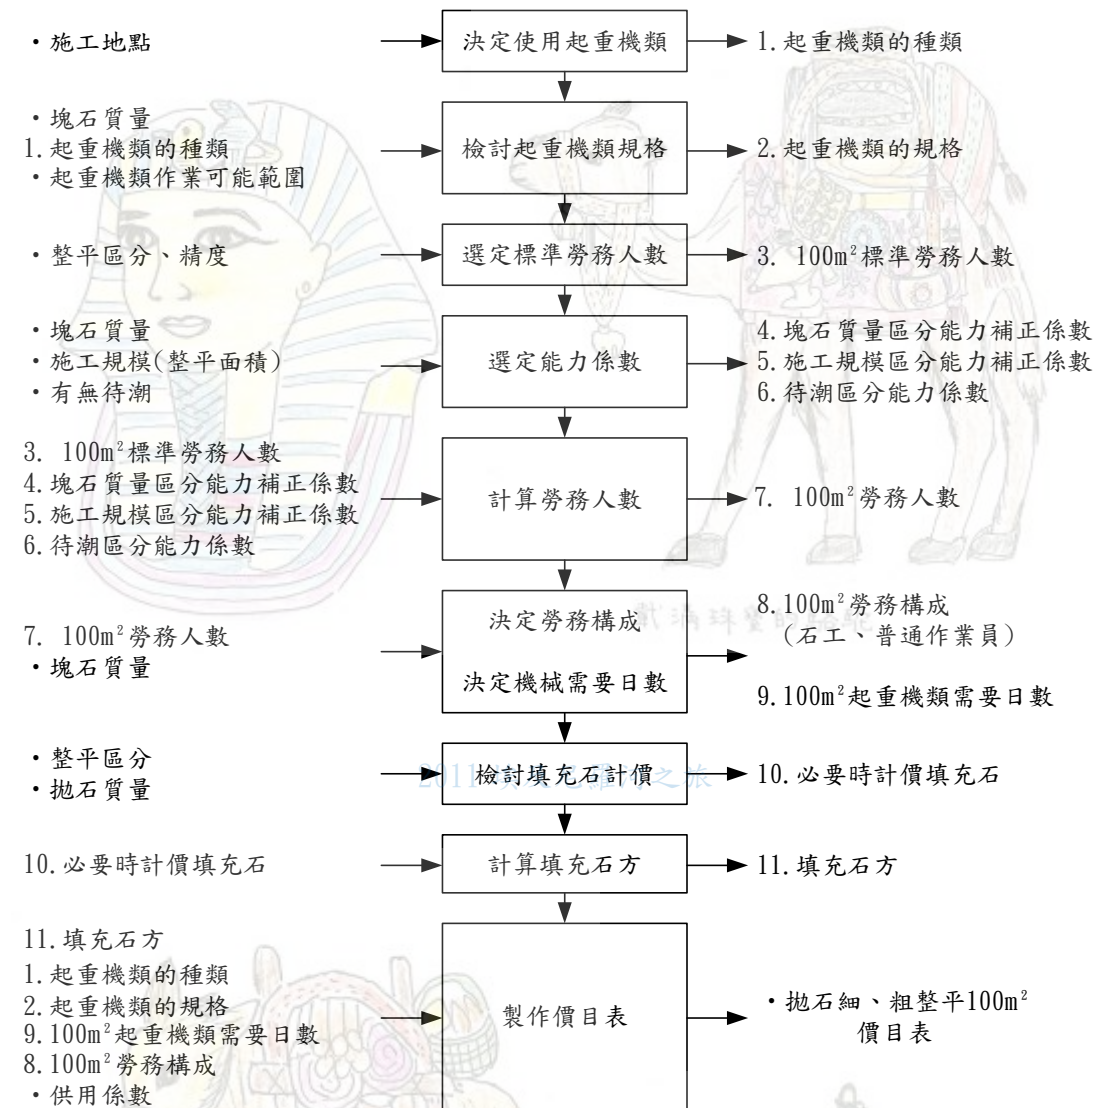 ・施工地點
決定使用起重機類
1.起重機類的種類
・塊石質量
1.起重機類的種類
・起重機類作業可能範圍
檢討起重機類規格
2.起重機類的規格
・整平區分、精度
選定標準勞務人數
3. 100m²標準勞務人數
・塊石質量
・施工規模(整平面積)
・有無待潮
選定能力係數
4.塊石質量區分能力補正係數
5.施工規模區分能力補正係數
6.待潮區分能力係數
3. 100m²標準勞務人數
4.塊石質量區分能力補正係數
5.施工規模區分能力補正係數
6.待潮區分能力係數
計算勞務人數
7. 100m²勞務人數
7. 100m²勞務人數
・塊石質量
決定勞務構成
決定機械需要日數
8.100m²勞務構成
(石工、普通作業員)
9.100m²起重機類需要日數
・整平區分
・拋石質量
檢討填充石計價
10.必要時計價填充石
10.必要時計價填充石
計算填充石方
11.填充石方
11.填充石方
1.起重機類的種類
2.起重機類的規格
9.100m²起重機類需要日數
8.100m²勞務構成
・供用係數
製作價目表
・拋石細、粗整平100m²
價目表
2011
之旅